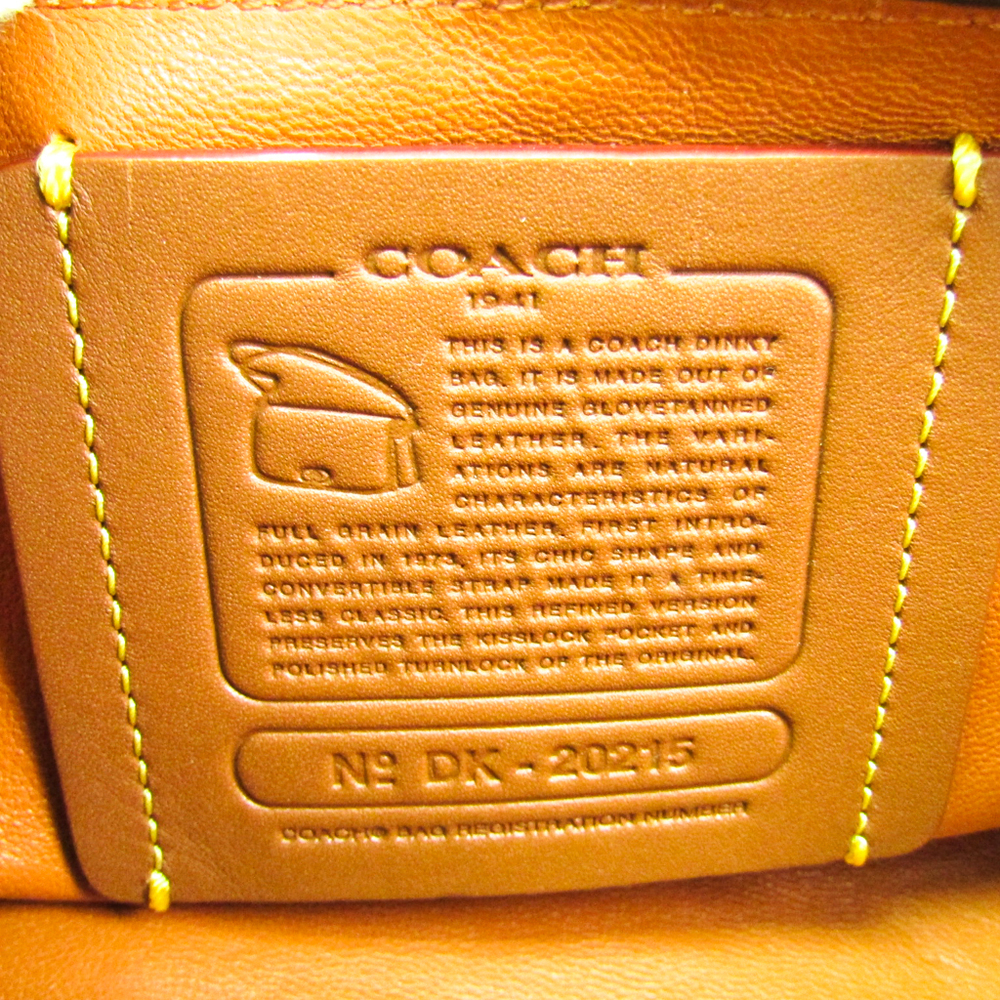 COACH
1941
THIS IS A COACH DINKY
BAG. IT IS MADE OUT OF
GENUINE GLOVETANNED
LEATHER. THE VARI-
ATIONS ARE NATURAL
CHARACTERISTICS OF
FULL GRAIN LEATHER. FIRST INTRO-
DUCED IN 1973, ITS CHIC SHAPE AND
CONVERTIBLE STRAP MADE IT A TIME-
LESS CLASSIC. THIS REFINED VERSION
PRESERVES THE KISSLOCK POCKET AND
POLISHED TURNLOCK OF THE ORIGINAL.
Nº DK - 20215
COACH® BAG REGISTRATION NUMBER